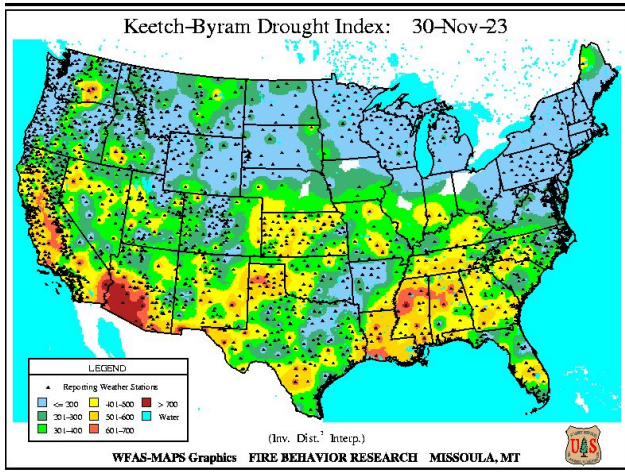 Keetch-Byram Drought Index: 30-Nov-23
LEGEND
Reporting Weather Stations
<= 200 401-500 > 700
201-300 501-600 Water
301-400 601-700
(Inv. Dist.² Interp.)
WFAS-MAPS Graphics FIRE BEHAVIOR RESEARCH MISSOULA, MT
U S